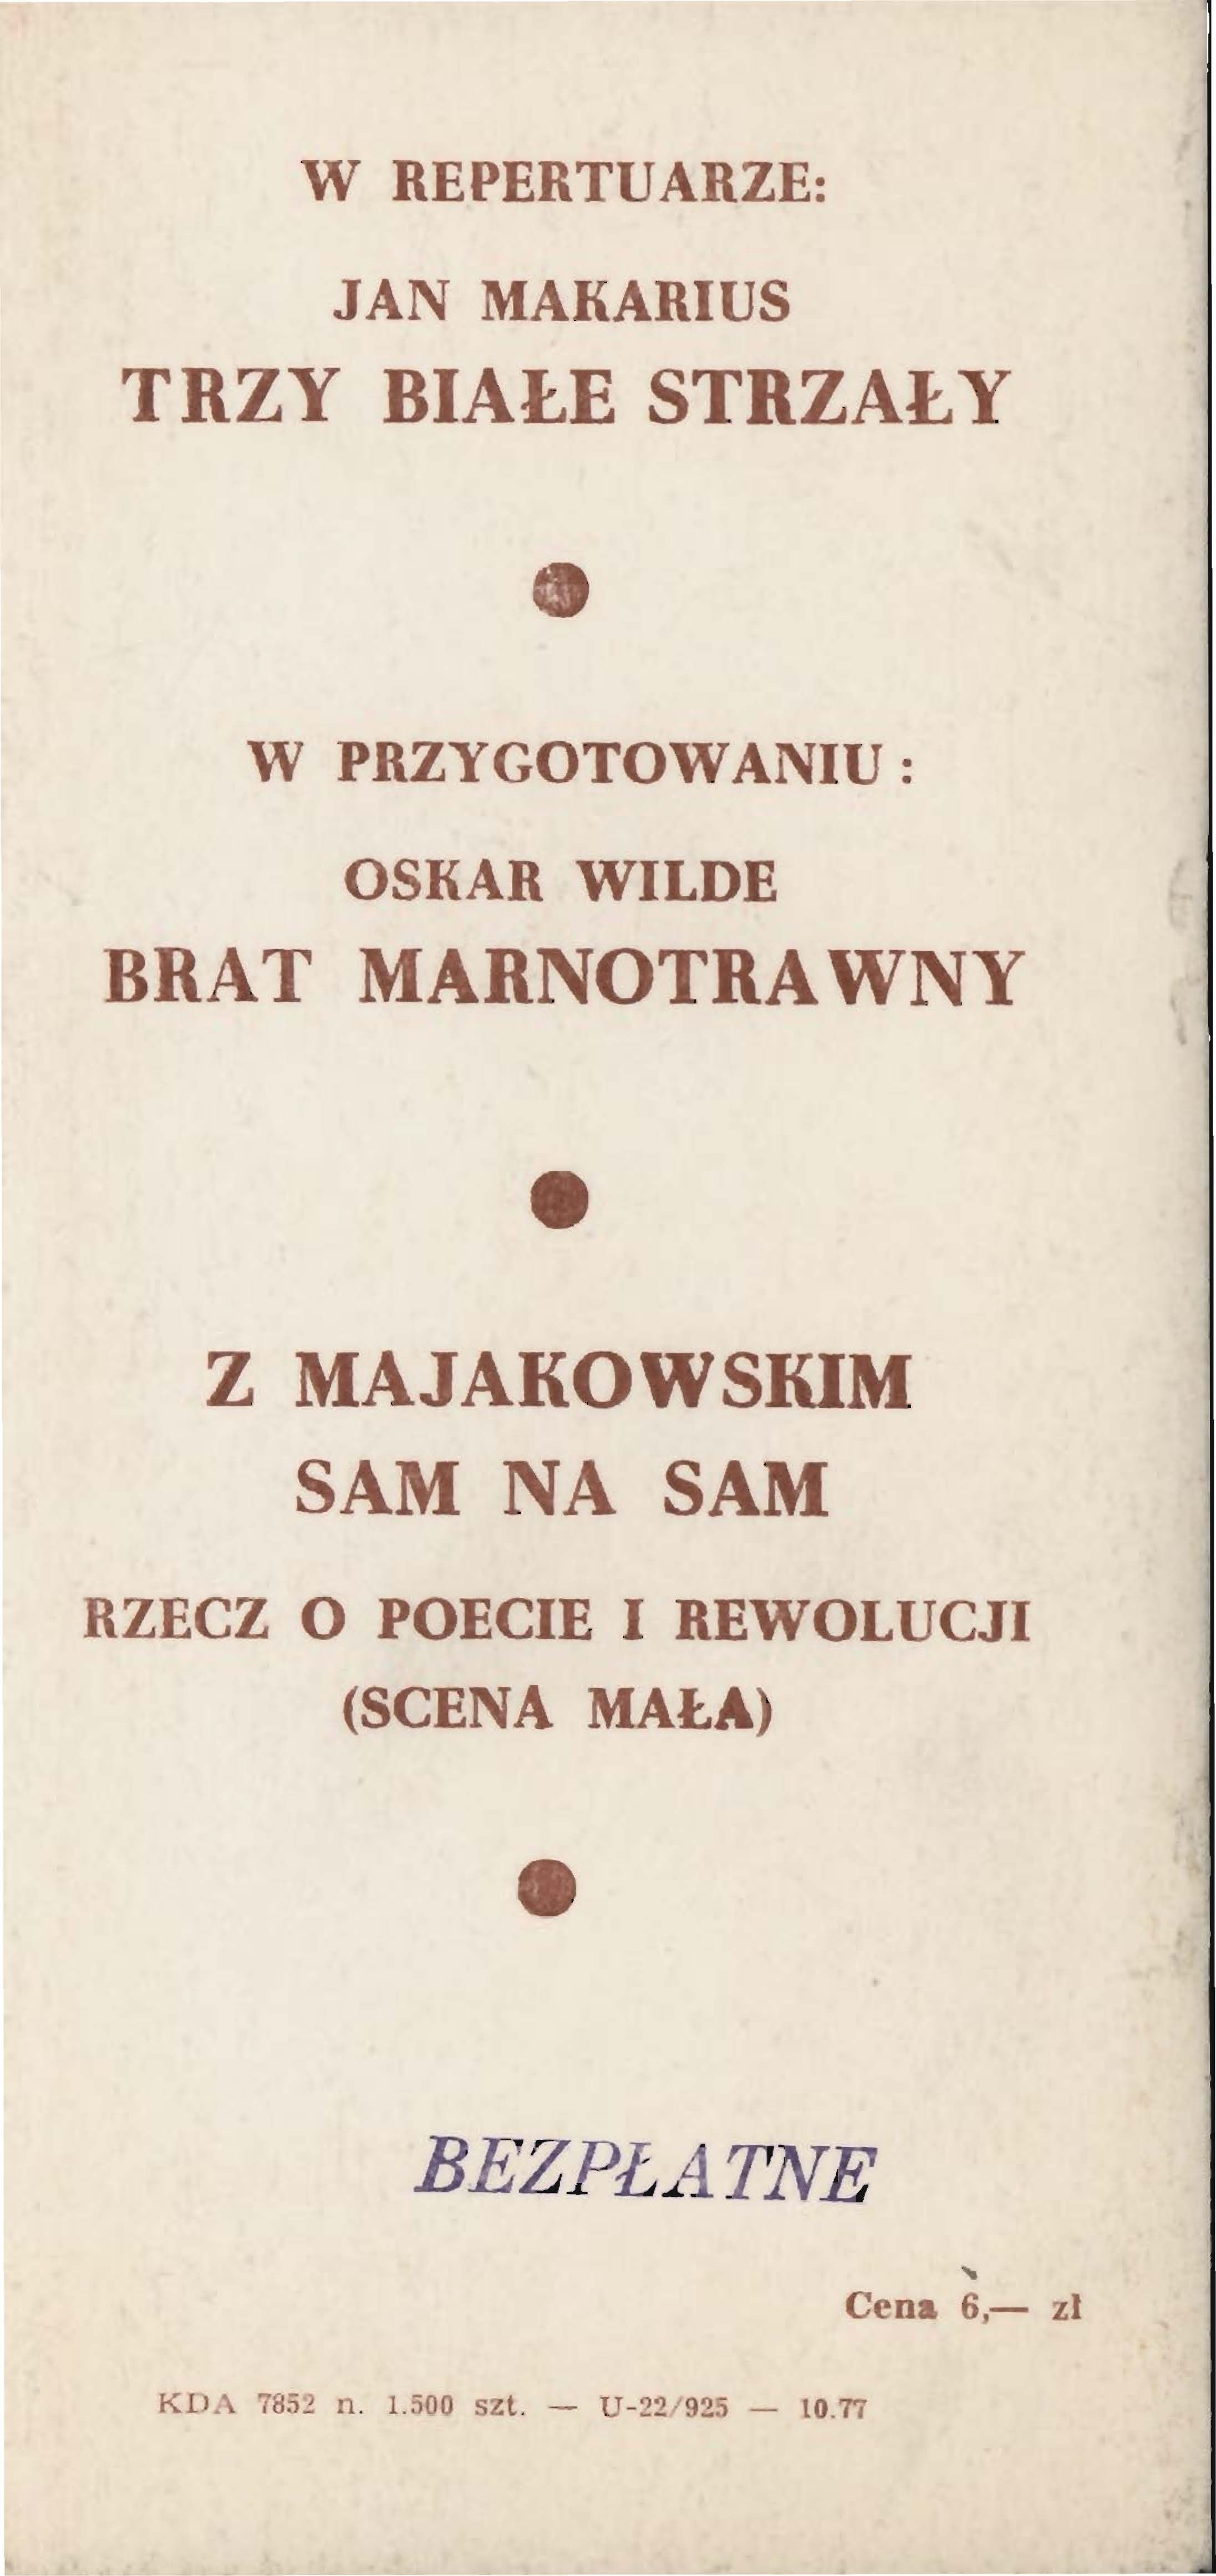 W REPERTUARZE:
JAN MAKARIUS
TRZY BIAŁE STRZAŁY
W PRZYGOTOWANIU:
OSKAR WILDE
BRAT MARNOTRAWNY
Z MAJAKOWSKIM
SAM NA SAM
RZECZ O POECIE I REWOLUCJI
(SCENA MAŁA)
BEZPŁATNE
Cena 6,— zł
KDA 7852 n. 1.500 szt. — U-22/925 — 10.77